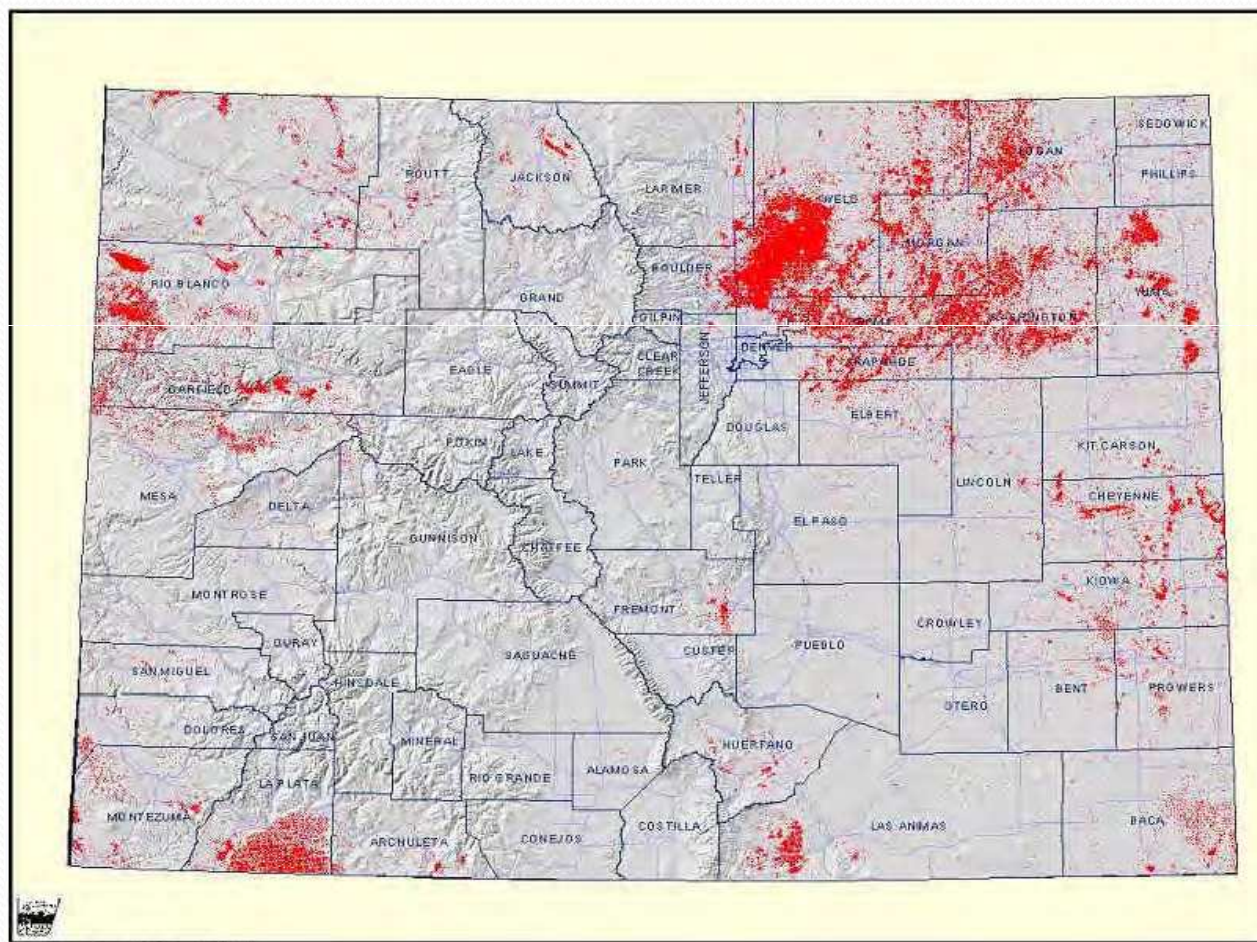 SEDGWICK
LOGAN
ROUTT
JACKSON
LARIMER
PHILLIPS
WELD
MORGAN
BOULDER
RIO BLANCO
YUMA
GRAND
GILPIN
WASHINGTON
DENVER
ARAPAHOE
CLEAR
CREEK
JEFFERSON
EAGLE
SUMMIT
GARFIELD
ELBERT
DOUGLAS
PITKIN
KIT CARSON
LAKE
PARK
TELLER
LINCOLN
MESA
CHEYENNE
DELTA
EL PASO
GUNNISON
CHAFFEE
KIOWA
MONTROSE
FREMONT
CROWLEY
OURAY
PUEBLO
CUSTER
SAGUACHE
SAN MIGUEL
HINSDALE
BENT
PROWERS
OTERO
DOLORES
SAN JUAN
MINERAL
HUERFANO
ALAMOSA
RIO GRANDE
LA PLATA
MONTEZUMA
COSTILLA
LAS ANIMAS
BACA
ARCHULETA
CONEJOS